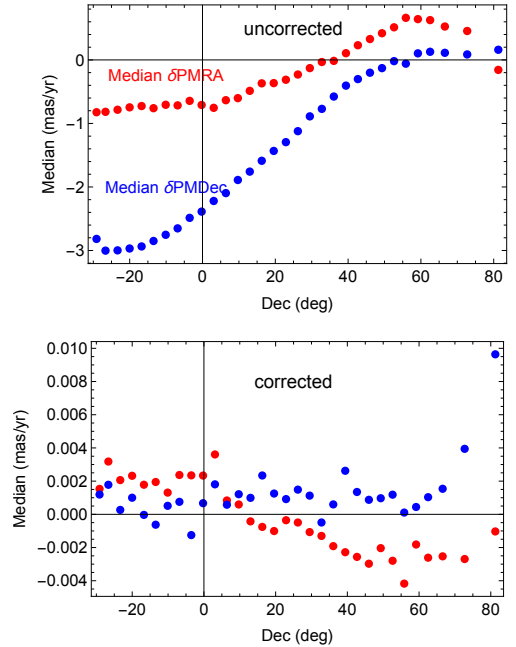 uncorrected
Median δPMRA
Median δPMDec
Median (mas/yr)
0
−1
−2
−3
−20 0 20 40 60 80
Dec (deg)
corrected
Median (mas/yr)
0.010
0.008
0.006
0.004
0.002
0.000
−0.002
−0.004
−20 0 20 40 60 80
Dec (deg)